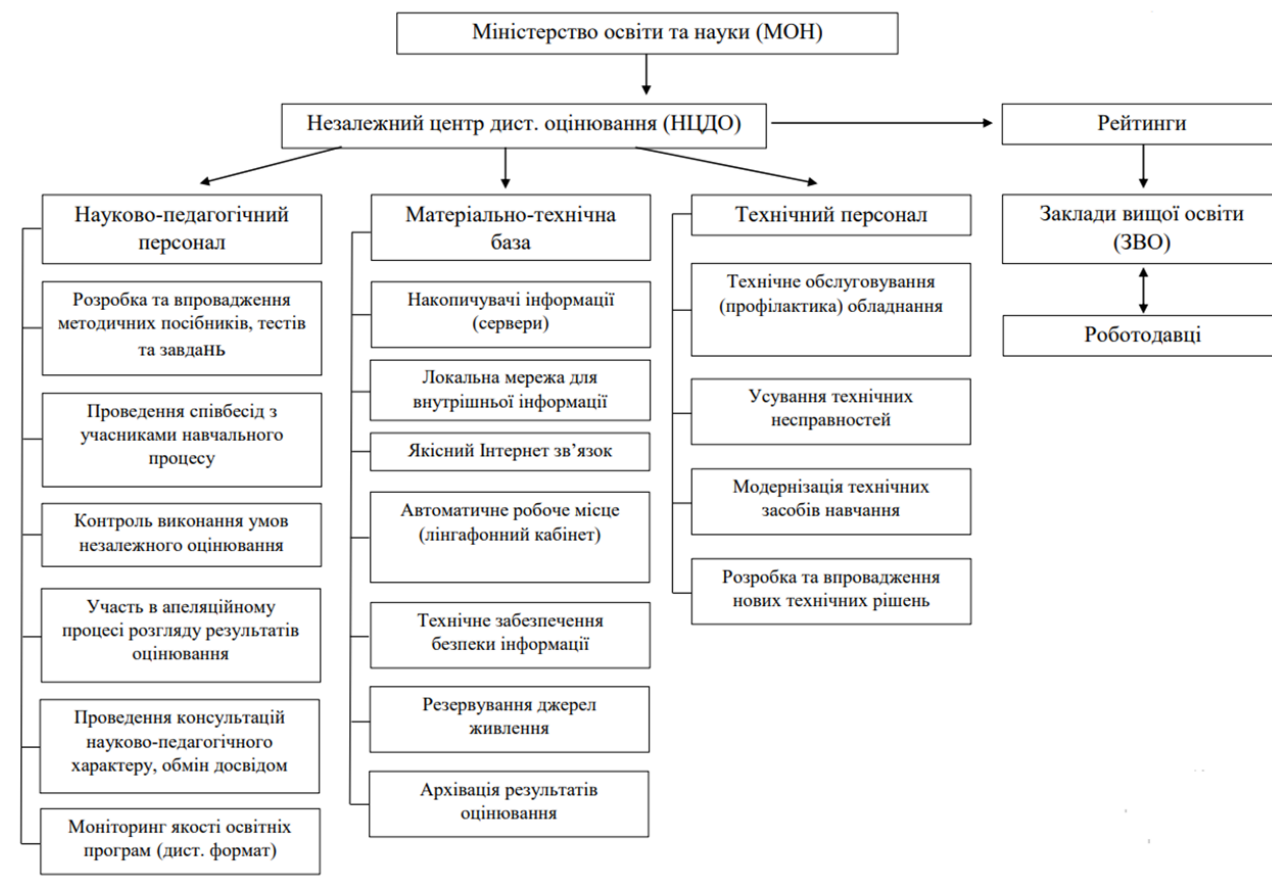 Міністерство освіти та науки (МОН)
Незалежний центр дист. оцінювання (НЦДО)
Рейтинги
Науково-педагогічний
персонал
Розробка та впровадження
методичних посібників, тестів
та завдань
Проведення співбесід з
учасниками навчального
процесу
Контроль виконання умов
незалежного оцінювання
Участь в апеляційному
процесі розгляду результатів
оцінювання
Проведення консультацій
науково-педагогічного
характеру, обмін досвідом
Моніторинг якості освітніх
програм (дист. формат)
Матеріально-технічна
база
Накопичувачі інформації
(сервери)
Локальна мережа для
внутрішньої інформації
Якісний Інтернет зв’язок
Автоматичне робоче місце
(лінгафонний кабінет)
Технічне забезпечення
безпеки інформації
Резервування джерел
живлення
Архівація результатів
оцінювання
Технічний персонал
Технічне обслуговування
(профілактика) обладнання
Усування технічних
несправностей
Модернізація технічних
засобів навчання
Розробка та впровадження
нових технічних рішень
Заклади вищої освіти
(ЗВО)
Роботодавці